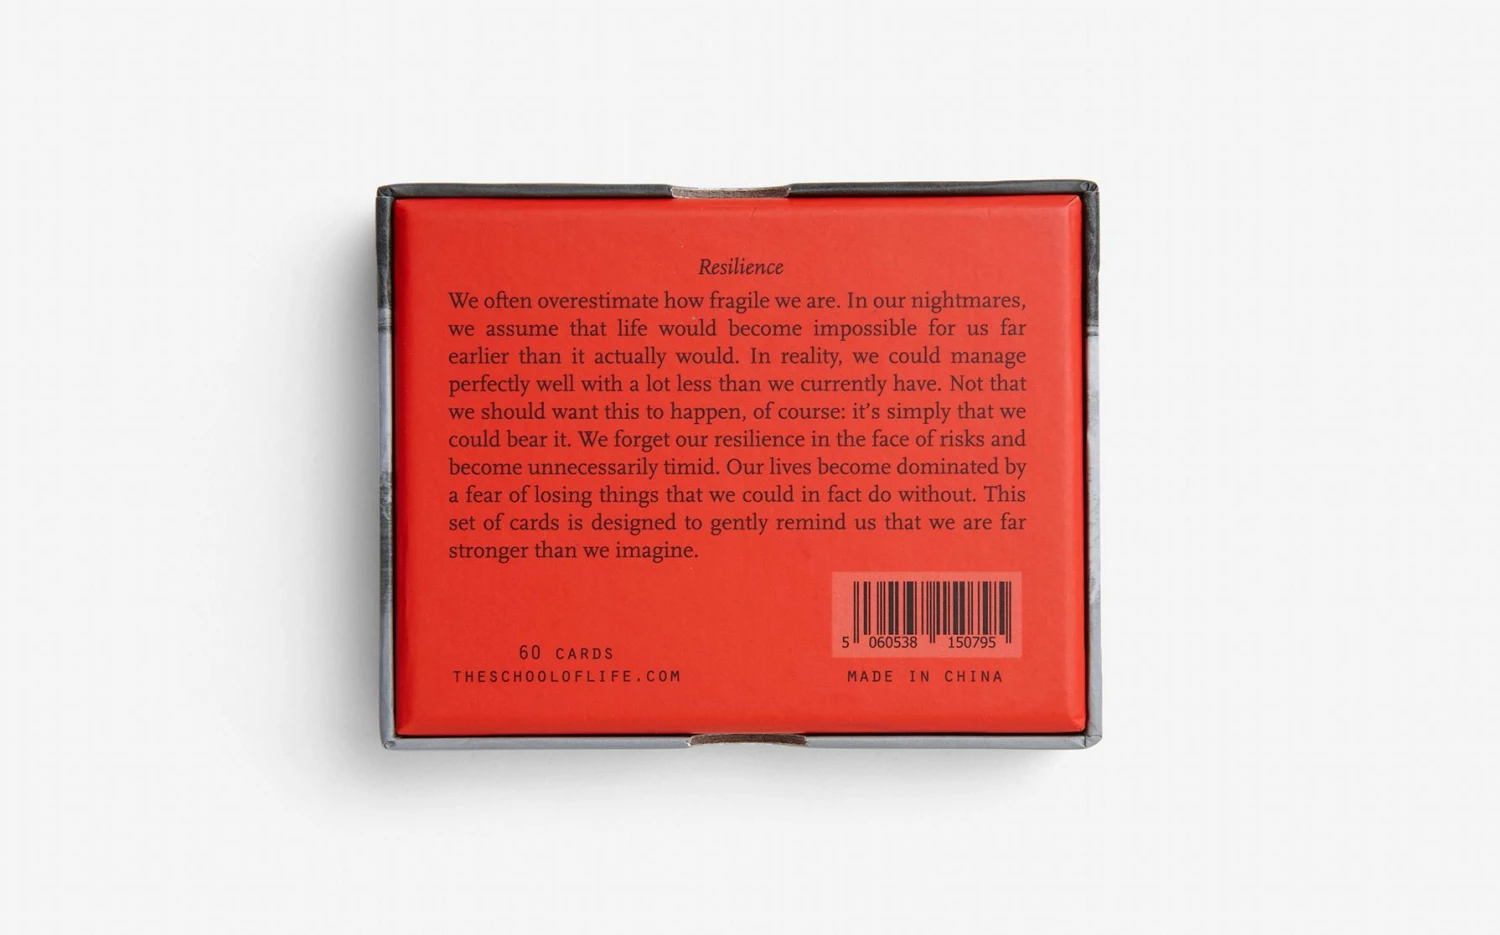 Resilience
We often overestimate how fragile we are. In our nightmares,
we assume that life would become impossible for us far
earlier than it actually would. In reality, we could manage
perfectly well with a lot less than we currently have. Not that
we should want this to happen, of course: it’s simply that we
could bear it. We forget our resilience in the face of risks and
become unnecessarily timid. Our lives become dominated by
a fear of losing things that we could in fact do without. This
set of cards is designed to gently remind us that we are far
stronger than we imagine.
5 060538 150795
60 CARDS
THESCHOOLOFLIFE.COM
MADE IN CHINA